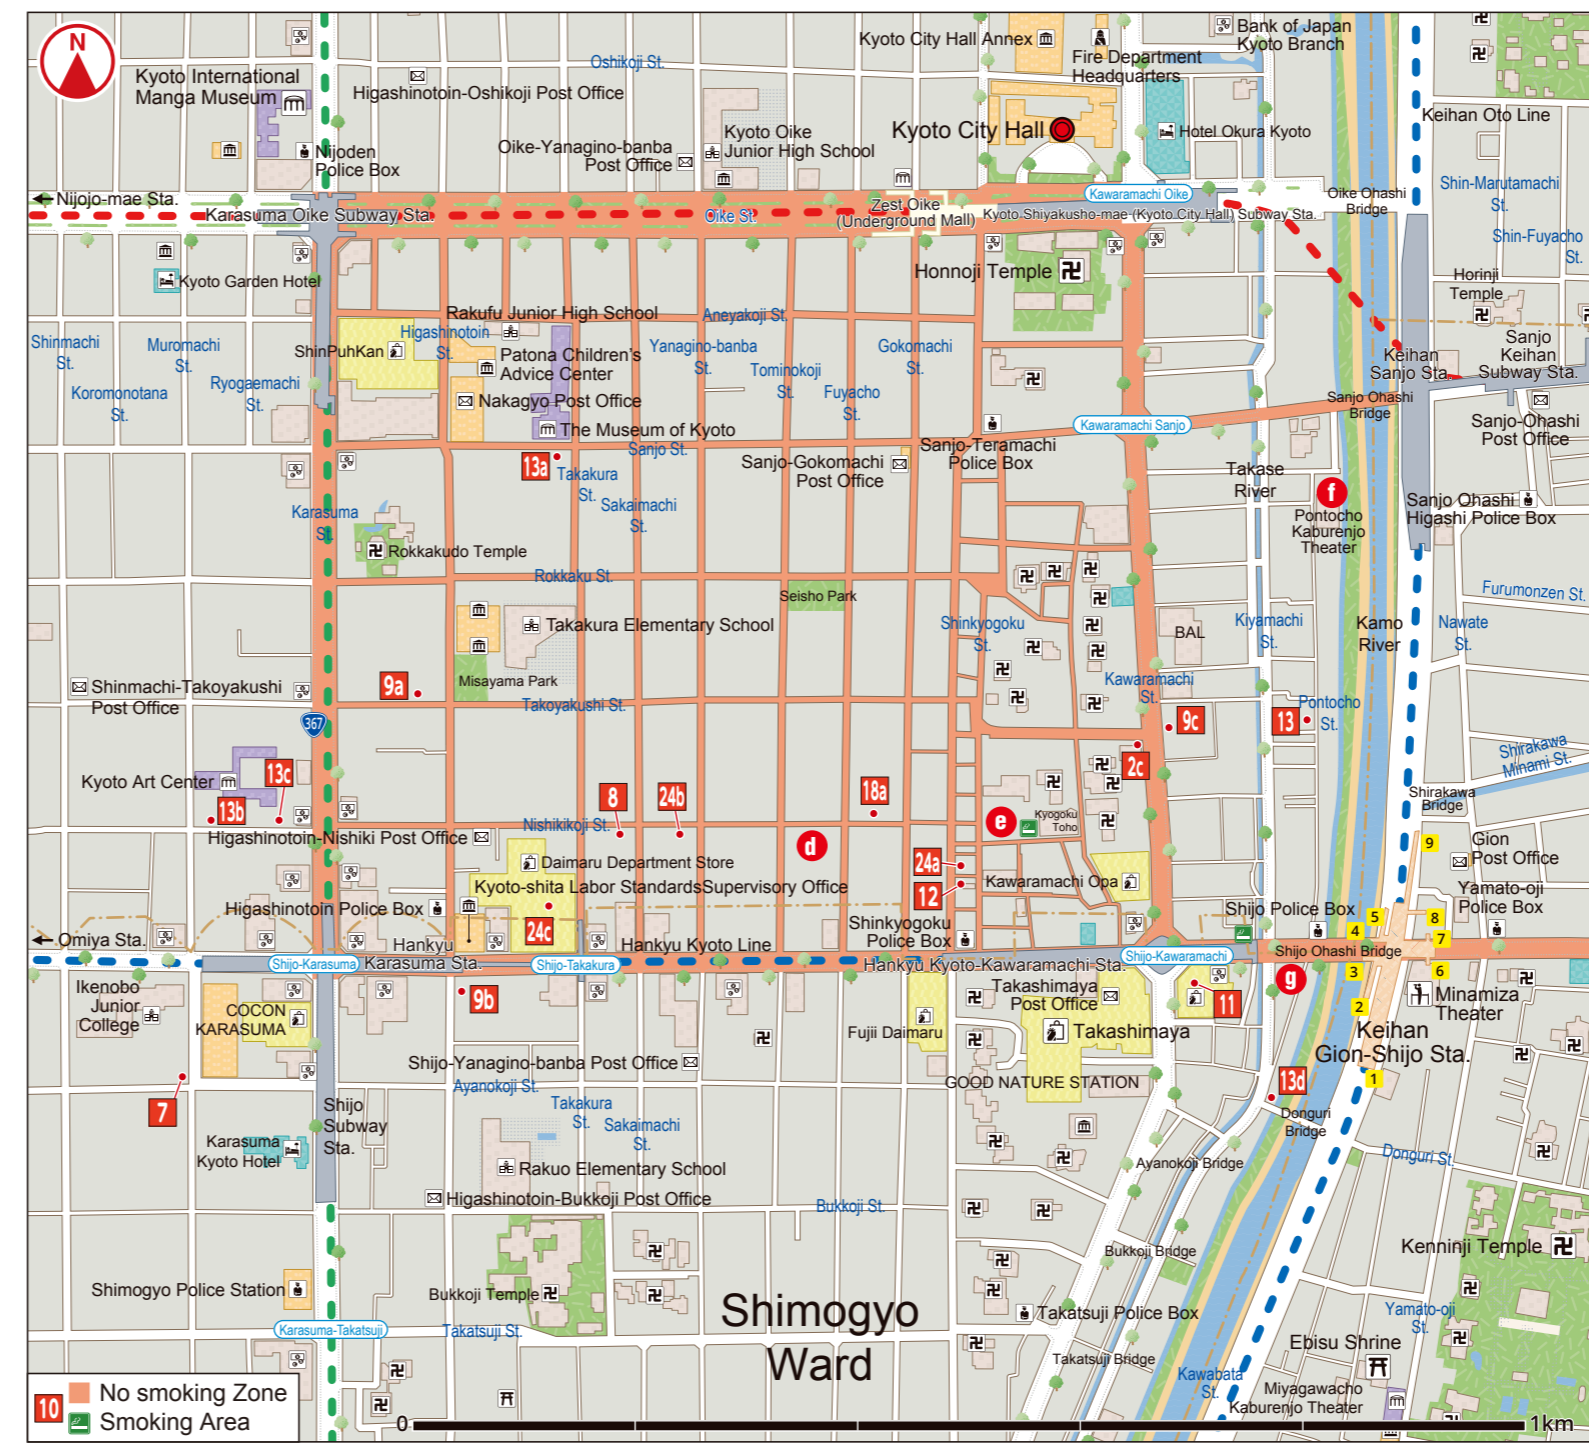 N
Kyoto International
Manga Museum
Oshikoji St.
Higashinotoin-Oshikoji Post Office
Kyoto City Hall Annex
Fire Department
Headquarters
Bank of Japan
Kyoto Branch
Keihan Oto Line
Nijoden
Police Box
Oike-Yanagino-banba
Post Office
Kyoto Oike
Junior High School
Kyoto City Hall
Hotel Okura Kyoto
Nijojo-mae Sta.
Karasuma Oike Subway Sta.
Oike St.
Zest Oike
(Underground Mall)
Kawaramachi Oike
Kyoto Shiyakusho-mae (Kyoto City Hall) Subway Sta.
Oike Ohashi
Bridge
Shin-Marutamachi
St.
Shin-Fuyacho
St.
Kyoto Garden Hotel
Honnoji Temple
Horinji
Temple
Rakufu Junior High School
Aneyakoji St.
Shinmachi
St.
Muromachi
St.
Koromonotana
St.
Ryogaemachi
St.
ShinPuhKan
Higashinotoin
St.
Patona Children's
Advice Center
Yanagino-banba
St.
Tominokoji
St.
Fuyacho
St.
Gokomachi
St.
Keihan
Sanjo Sta.
Sanjo
Keihan
Subway Sta.
Nakagyo Post Office
The Museum of Kyoto
Sanjo St.
Sanjo Ohashi
Bridge
Kawaramachi Sanjo
Sanjo-Ohashi
Post Office
Sanjo-Teramachi
Police Box
Sanjo-Gokomachi
Post Office
13a
Takakura
St.
Sakaimachi
St.
Karasuma
St.
Takase
River
f
Pontocho
Kaburenjo
Theater
Sanjo Ohashi
Higashi Police Box
Rokkakudo Temple
Rokkaku St.
Seisho Park
Furumonzen St.
Takakura Elementary School
Shinkyogoku
St.
BAL
Kiyamachi
St.
Kamo
River
Nawate
St.
Shinmachi-Takoyakushi
Post Office
9a
Misayama Park
Takoyakushi St.
Kawaramachi
St.
9c
13
Pontocho
St.
367
2c
Shirakawa
Minami St.
Kyoto Art Center
13c
13b
8
24b
18a
Shirakawa
Bridge
Higashinotoin-Nishiki Post Office
Nishikikoji St.
d
e
Kyogoku
Toho
9
Gion
Post Office
Daimaru Department Store
24a
Kyoto-shita Labor StandardsSupervisory Office
12
Kawaramachi Opa
Yamato-oji
Police Box
Higashinotoin Police Box
24c
Shinkyogoku
Police Box
Shijo Police Box
5
8
4
7
Omiya Sta.
Hankyu
Karasuma Sta.
Hankyu Kyoto Line
Shijo-Karasuma
Shijo-Takakura
Hankyu Kyoto-Kawaramachi Sta.
Shijo-Kawaramachi
Shijo Ohashi Bridge
3
6
Ikenobo
Junior
College
COCON
KARASUMA
9b
Fujii Daimaru
Takashimaya
Post Office
11
g
Minamiza
Theater
2
Takashimaya
Keihan
Gion-Shijo Sta.
Shijo-Yanagino-banba Post Office
Ayanokoji St.
GOOD NATURE STATION
13d
1
7
Shijo
Subway
Sta.
Takakura
St.
Sakaimachi
St.
Donguri
Bridge
Karasuma
Kyoto Hotel
Rakuo Elementary School
Ayanokoji Bridge
Donguri St.
Higashinotoin-Bukkoji Post Office
Bukkoji St.
Bukkoji Bridge
Kenninji Temple
Shimogyo Police Station
Bukkoji Temple
Shimogyo
Ward
Takatsuji Police Box
Yamato-oji
St.
Karasuma-Takatsuji
Takatsuji St.
Takatsuji Bridge
Ebisu Shrine
Kawabata
St.
Miyagawacho
Kaburenjo Theater
10
No smoking Zone
Smoking Area
0
1km